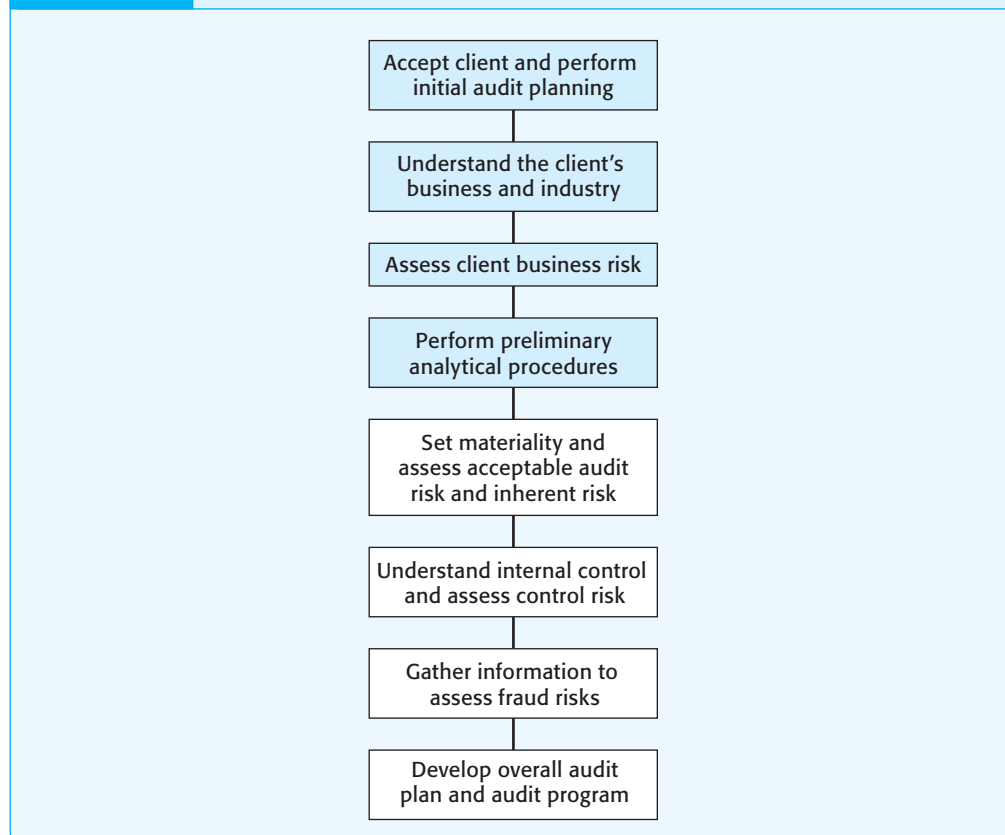 Accept client and perform
initial audit planning
Understand the client's
business and industry
Assess client business risk
Perform preliminary
analytical procedures
Set materiality and
assess acceptable audit
risk and inherent risk
Understand internal control
and assess control risk
Gather information to
assess fraud risks
Develop overall audit
plan and audit program